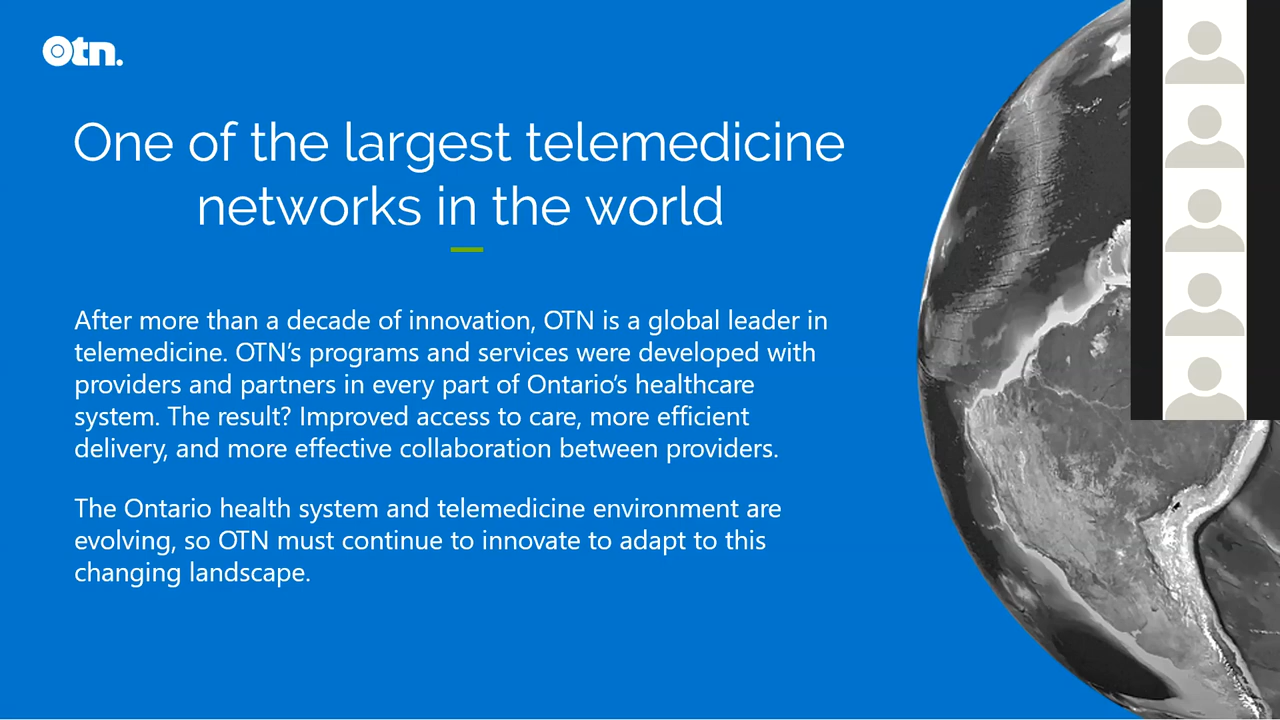 Otn.
One of the largest telemedicine
networks in the world
After more than a decade of innovation, OTN is a global leader in
telemedicine. OTN’s programs and services were developed with
providers and partners in every part of Ontario’s healthcare
system. The result? Improved access to care, more efficient
delivery, and more effective collaboration between providers.
The Ontario health system and telemedicine environment are
evolving, so OTN must continue to innovate to adapt to this
changing landscape.